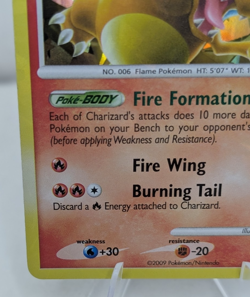 NO. 006 Flame Pokémon HT: 5'07"
Poké-BODY Fire Formation
Each of Charizard's attacks does 10 more
Pokémon on your Bench to your opponent's
(before applying Weakness and Resistance).
Fire Wing
Burning Tail
Discard a Energy attached to Charizard.
weakness
+30
resistance
-20
©2009 Pokémon/Nintendo